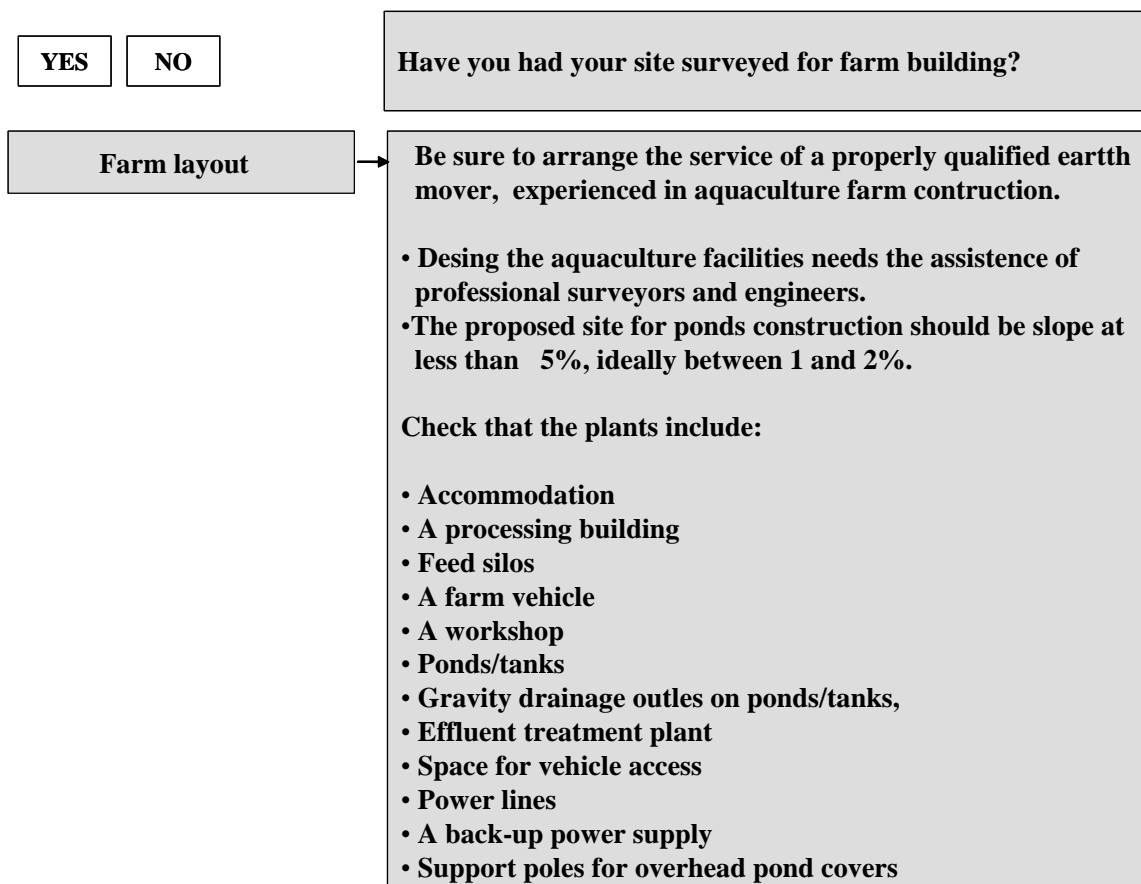 YES NO
Have you had your site surveyed for farm building?
Farm layout
Be sure to arrange the service of a properly qualified eartth
mover, experienced in aquaculture farm contruction.
• Desing the aquaculture facilities needs the assistence of
professional surveyors and engineers.
•The proposed site for ponds construction should be slope at
less than 5%, ideally between 1 and 2%.
Check that the plants include:
• Accommodation
• A processing building
• Feed silos
• A farm vehicle
• A workshop
• Ponds/tanks
• Gravity drainage outles on ponds/tanks,
• Effluent treatment plant
• Space for vehicle access
• Power lines
• A back-up power supply
• Support poles for overhead pond covers